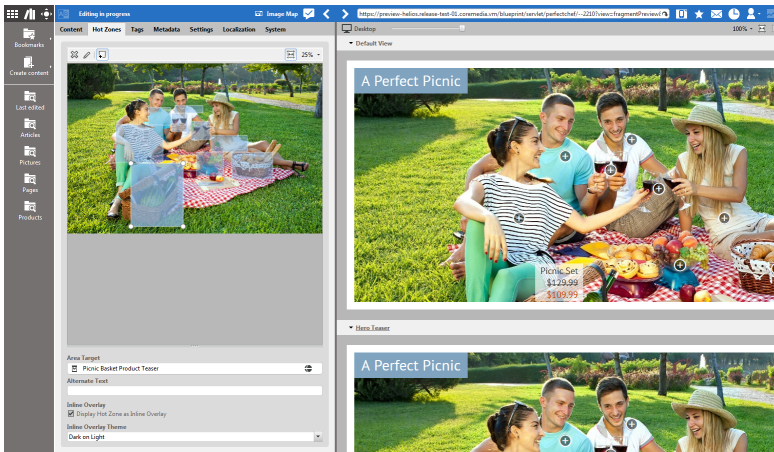 Editing in progress
Image Map
https://preview-helios.release-test-01.coremedia.vm/blueprint/servlet/perfectchef/--2210?view=fragmentPreview
Content Hot Zones Tags Metadata Settings Localization System
Desktop
100%
Bookmarks
Create content
Last edited
Articles
Pictures
Pages
Products
25%
Default View
A Perfect Picnic
Picnic Set
$129.99
$109.99
Area Target
Picnic Basket Product Teaser
Alternate Text
Inline Overlay
Display Hot Zone as Inline Overlay
Inline Overlay Theme
Dark on Light
Hero Teaser
A Perfect Picnic